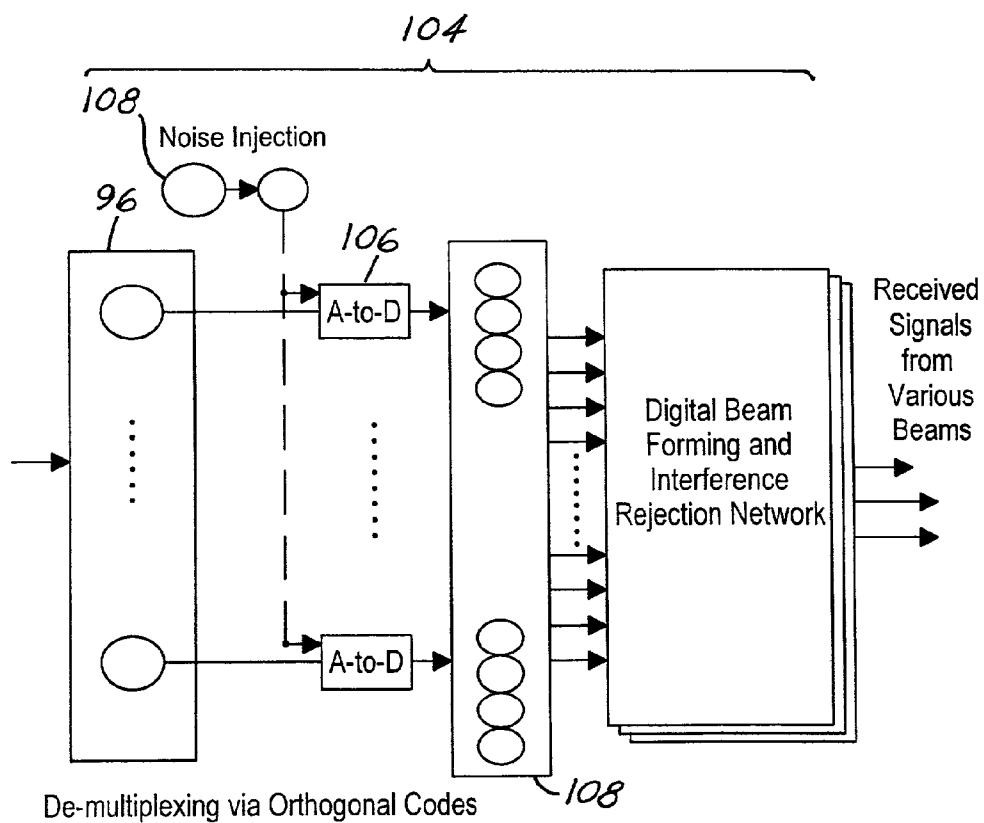 104
108
Noise Injection
96
106
A-to-D
Received
Signals
from
Various
Beams
Digital Beam
Forming and
Interference
Rejection Network
A-to-D
108
De-multiplexing via Orthogonal Codes